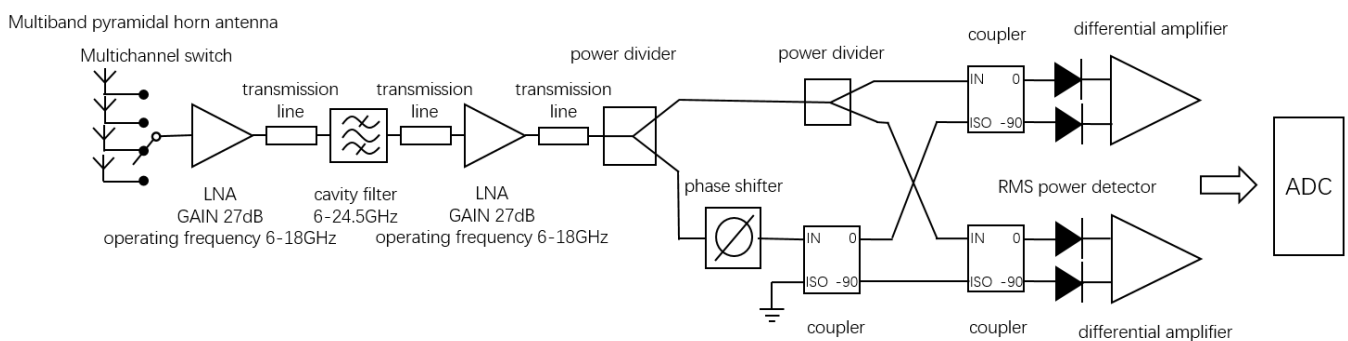 Multiband pyramidal horn antenna
Multichannel switch
transmission
line
transmission
line
transmission
line
power divider
power divider
coupler
differential amplifier
IN 0
ISO -90
LNA
GAIN 27dB
operating frequency 6-18GHz
cavity filter
6-24.5GHz
LNA
GAIN 27dB
operating frequency 6-18GHz
phase shifter
RMS power detector
ADC
IN 0
ISO -90
IN 0
ISO -90
coupler
coupler
differential amplifier